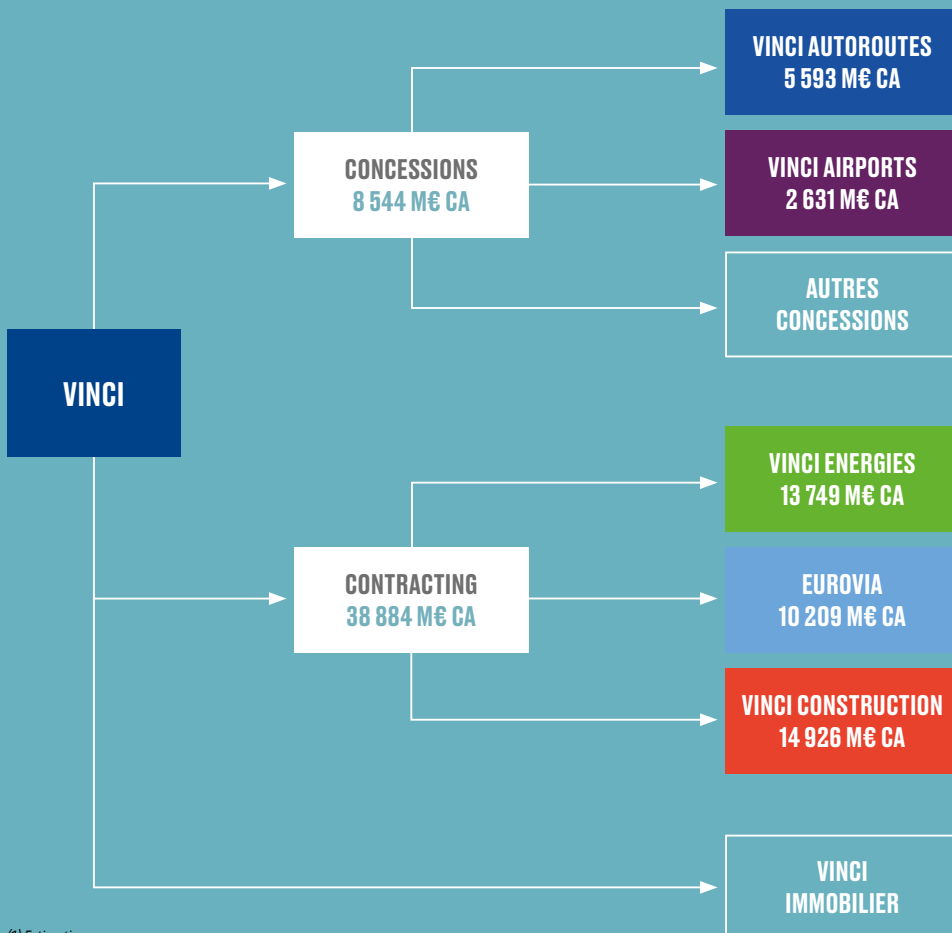 VINCI AUTOROUTES
5 593 M€ CA
CONCESSIONS
8 544 M€ CA
VINCI AIRPORTS
2 631 M€ CA
AUTRES
CONCESSIONS
VINCI
VINCI ENERGIES
13 749 M€ CA
CONTRACTING
38 884 M€ CA
EUROVIA
10 209 M€ CA
VINCI CONSTRUCTION
14 926 M€ CA
VINCI
IMMOBILIER